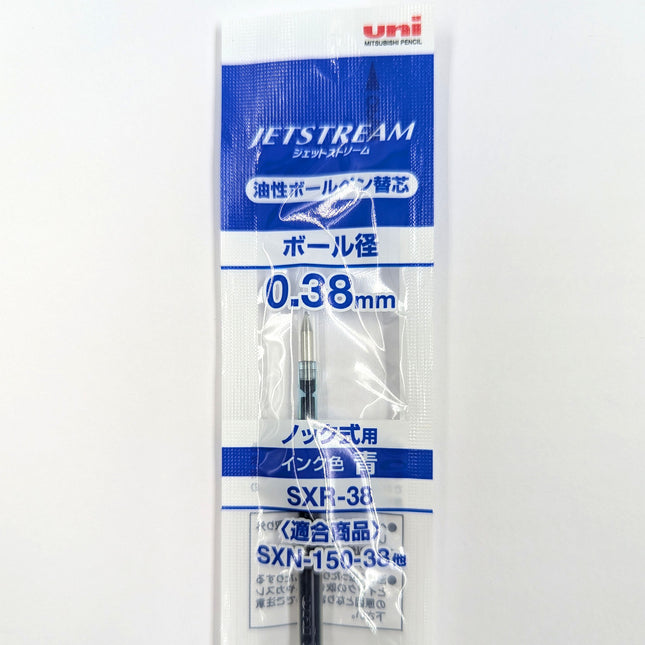 uni
MITSUBISHI PENCIL
JETSTREAM
ジェットストリーム
油性ボールペン替芯
ボール径
0.38mm
ノック式用
インク色 青
SXR-38
〈適合商品〉
SXN-150-38他